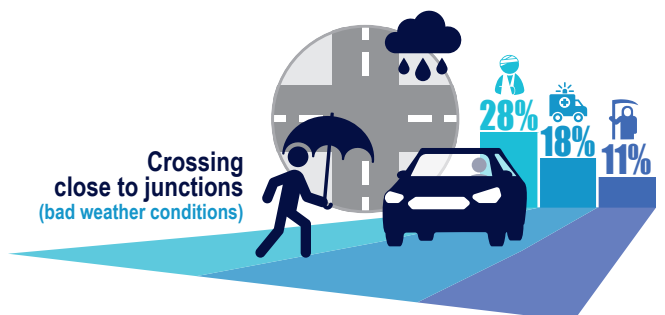 Crossing
close to junctions
(bad weather conditions)
28%
18%
11%